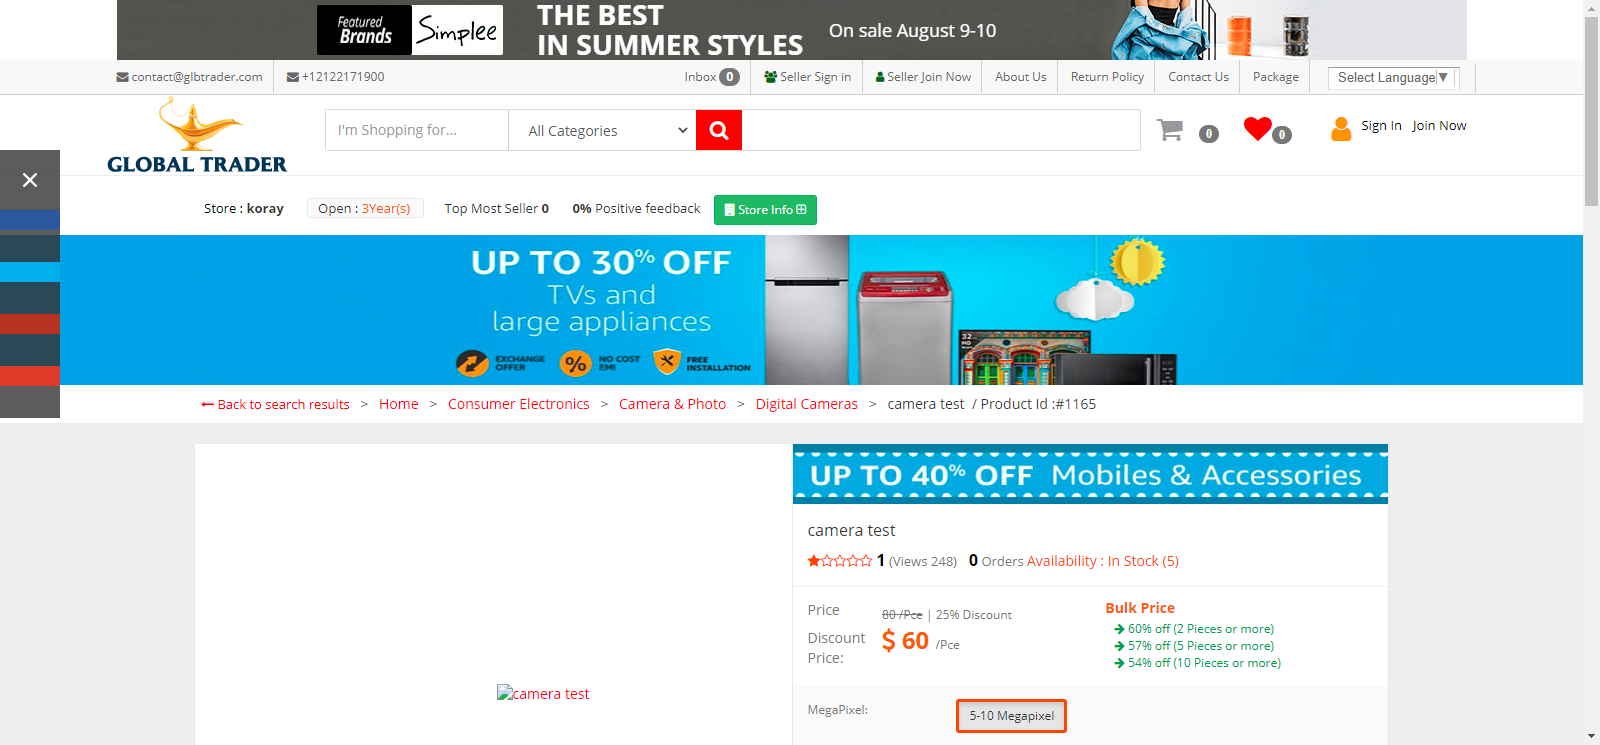 Featured Brands
Simplee
THE BEST
IN SUMMER STYLES
On sale August 9-10
contact@glbtrader.com
+12122171900
Inbox 0
Seller Sign in
Seller Join Now
About Us
Return Policy
Contact Us
Package
Select Language▼
GLOBAL TRADER
I'm Shopping for...
All Categories
0
0
Sign In
Join Now
Store : koray
Open : 3Year(s)
Top Most Seller 0
0% Positive feedback
Store Info
UP TO 30% OFF
TVs and
large appliances
EXCHANGE OFFER
NO COST EMI
FREE INSTALLATION
32 HD
Back to search results > Home > Consumer Electronics > Camera & Photo > Digital Cameras > camera test / Product Id :#1165
UP TO 40% OFF Mobiles & Accessories
camera test
1 (Views 248) 0 Orders Availability : In Stock (5)
Price
80 /Pce | 25% Discount
Discount Price:
$ 60 /Pce
Bulk Price
60% off (2 Pieces or more)
57% off (5 Pieces or more)
54% off (10 Pieces or more)
camera test
MegaPixel:
5-10 Megapixel